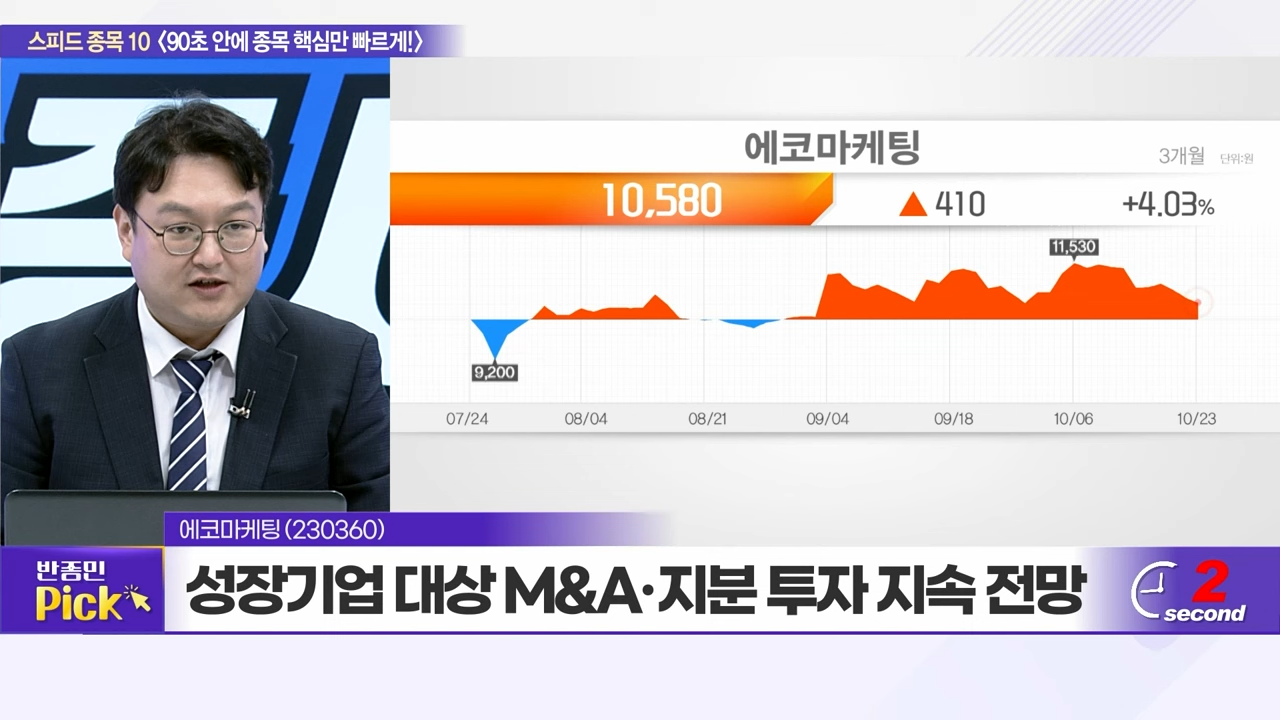 스피드 종목 10 〈90초 안에 종목 핵심만 빠르게!〉
에코마케팅
3개월 단위:원
10,580 ▲ 410 +4.03%
11,530
9,200
07/24 08/04 08/21 09/04 09/18 10/06 10/23
에코마케팅 (230360)
반종민
Pick
성장기업 대상 M&A·지분 투자 지속 전망
2
second